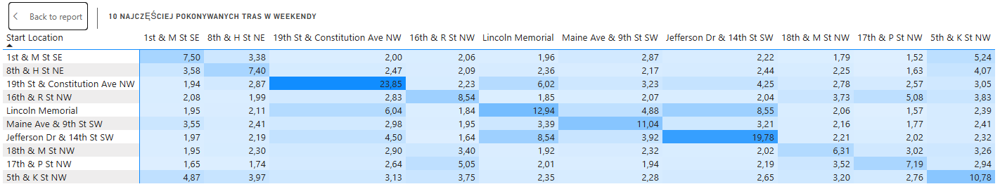 Back to report 10 NAJCZĘŚCIEJ POKONYWANYCH TRAS W WEEKENDY
Start Location 1st & M St SE 8th & H St NE 19th St & Constitution Ave NW 16th & R St NW Lincoln Memorial Maine Ave & 9th St SW Jefferson Dr & 14th St SW 18th & M St NW 17th & P St NW 5th & K St NW
1st & M St SE 7,50 3,38 2,00 2,06 1,96 2,87 2,22 1,79 1,52 5,24
8th & H St NE 3,58 7,40 2,47 2,09 2,36 2,17 2,44 2,25 1,63 4,07
19th St & Constitution Ave NW 1,94 2,87 23,85 2,23 6,02 3,23 4,25 2,78 2,57 3,05
16th & R St NW 2,08 1,99 2,83 8,54 1,85 2,07 2,04 3,73 5,08 3,83
Lincoln Memorial 1,95 2,11 6,04 1,84 12,94 4,88 8,55 2,06 1,57 2,39
Maine Ave & 9th St SW 3,55 2,41 2,98 1,95 3,39 11,04 3,21 2,16 1,77 2,41
Jefferson Dr & 14th St SW 1,97 2,19 4,50 1,64 8,54 3,92 19,78 2,21 2,02 2,32
18th & M St NW 1,95 2,30 2,90 3,40 1,92 2,32 2,02 6,31 3,02 3,26
17th & P St NW 1,65 1,74 2,64 5,05 2,01 1,94 2,19 3,52 7,19 2,94
5th & K St NW 4,87 3,97 3,13 3,75 2,35 2,28 2,65 3,20 2,76 10,78